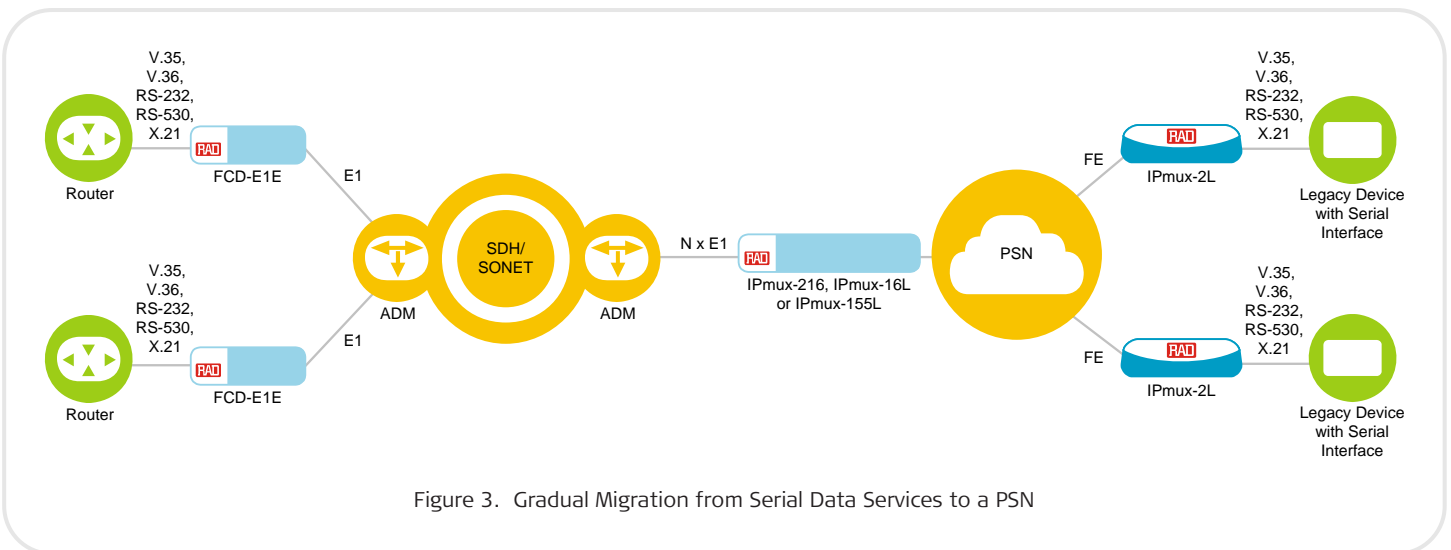 V.35,
V.36,
RS-232,
RS-530,
X.21
Router
RAD
FCD-E1E
E1
V.35,
V.36,
RS-232,
RS-530,
X.21
Router
RAD
FCD-E1E
E1
ADM
SDH/
SONET
ADM
N x E1
RAD
IPmux-216, IPmux-16L
or IPmux-155L
PSN
FE
RAD
IPmux-2L
V.35,
V.36,
RS-232,
RS-530,
X.21
Legacy Device
with Serial
Interface
FE
RAD
IPmux-2L
V.35,
V.36,
RS-232,
RS-530,
X.21
Legacy Device
with Serial
Interface
Figure 3. Gradual Migration from Serial Data Services to a PSN